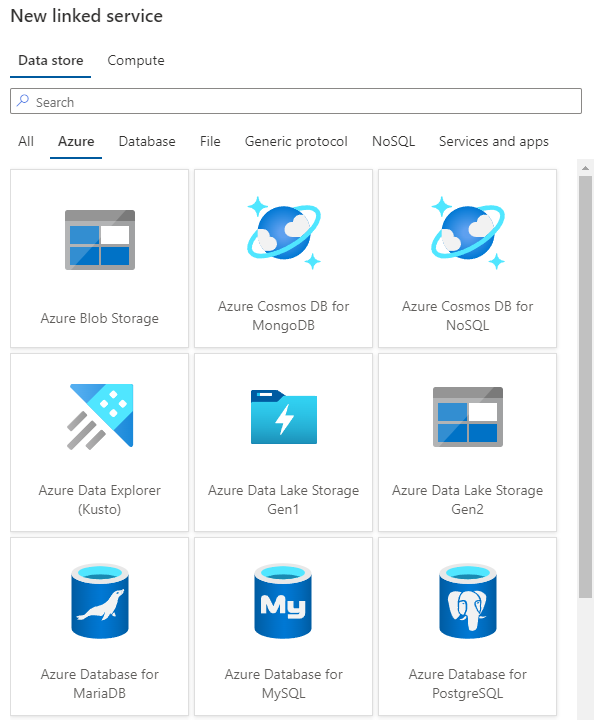 New linked service
Data store Compute
Search
All Azure Database File Generic protocol NoSQL Services and apps
Azure Blob Storage
Azure Cosmos DB for
MongoDB
Azure Cosmos DB for
NoSQL
Azure Data Explorer
(Kusto)
Azure Data Lake Storage
Gen1
Azure Data Lake Storage
Gen2
Azure Database for
MariaDB
My
Azure Database for
MySQL
Azure Database for
PostgreSQL